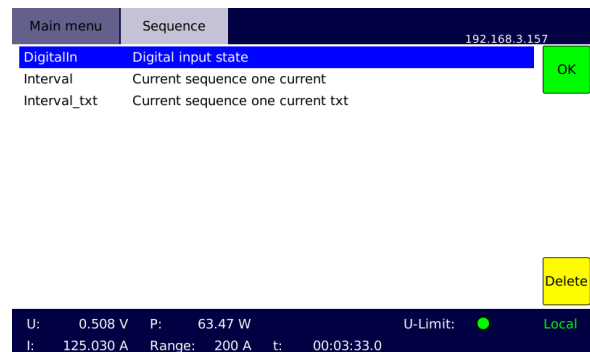 Main menu Sequence
192.168.3.157
DigitalIn Digital input state
OK
Interval Current sequence one current
Interval_txt Current sequence one current txt
Delete
U: 0.508 V P: 63.47 W U-Limit: Local
I: 125.030 A Range: 200 A t: 00:03:33.0